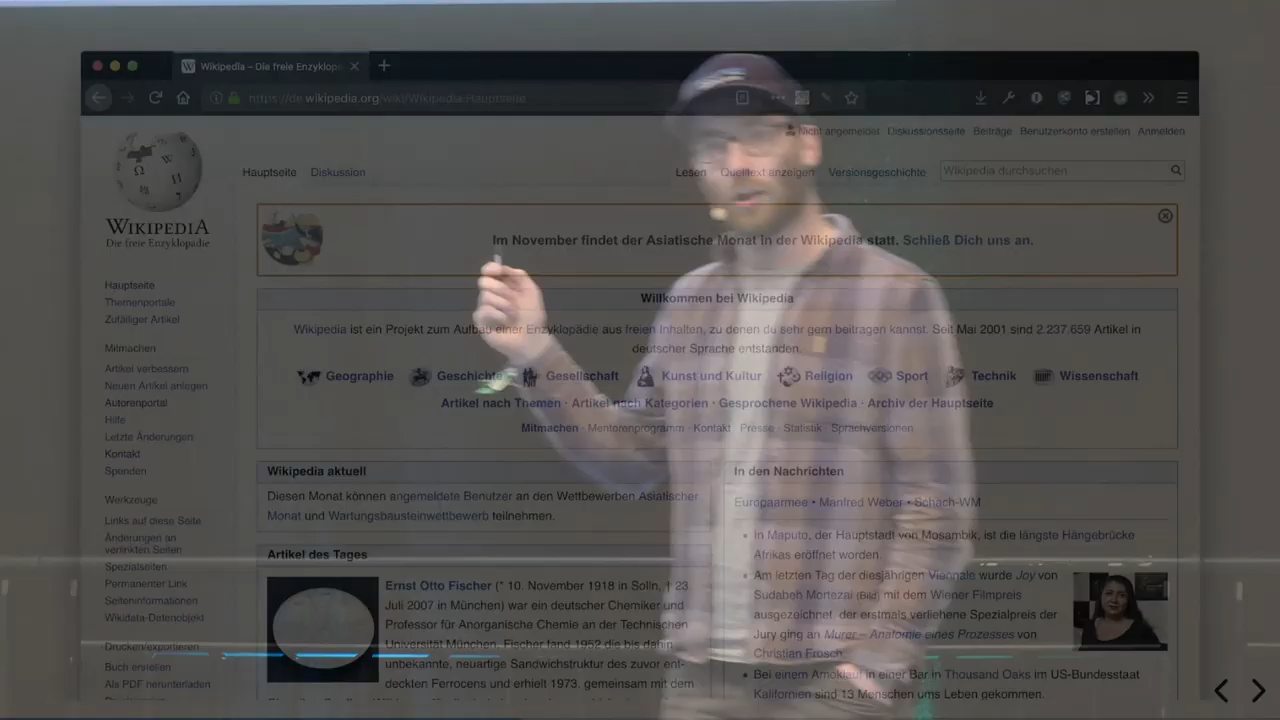 Wikipedia – Die freie Enzyklop
https://de.wikipedia.org/wiki/Wikipedia:Hauptseite
Nicht angemeldet Diskussionsseite Beiträge Benutzerkonto erstellen Anmelden
Hauptseite Diskussion Lesen Quelltext anzeigen Versionsgeschichte Wikipedia durchsuchen
WIKIPEDIA
Die freie Enzyklopädie
Im November findet der Asiatische Monat in der Wikipedia statt. Schließ Dich uns an.
Hauptseite
Themenportale
Zufälliger Artikel
Mitmachen
Artikel verbessern
Neuen Artikel anlegen
Autorenportal
Hilfe
Letzte Änderungen
Kontakt
Spenden
Werkzeuge
Links auf diese Seite
Änderungen an
verlinkten Seiten
Spezialseiten
Permanenter Link
Seiteninformationen
Wikidata-Datenobjekt
Drucken/exportieren
Buch erstellen
Als PDF herunterladen
Willkommen bei Wikipedia
Wikipedia ist ein Projekt zum Aufbau einer Enzyklopädie aus freien Inhalten, zu denen du sehr gern beitragen kannst. Seit Mai 2001 sind 2.237.659 Artikel in
deutscher Sprache entstanden.
Geographie Geschichte Gesellschaft Kunst und Kultur Religion Sport Technik Wissenschaft
Artikel nach Themen · Artikel nach Kategorien · Gesprochene Wikipedia · Archiv der Hauptseite
Mitmachen · Mentorenprogramm · Kontakt · Presse · Statistik · Sprachversionen
Wikipedia aktuell
Diesen Monat können angemeldete Benutzer an den Wettbewerben Asiatischer
Monat und Wartungsbausteinwettbewerb teilnehmen.
Artikel des Tages
Ernst Otto Fischer (* 10. November 1918 in Solln, † 23
Juli 2007 in München) war ein deutscher Chemiker und
Professor für Anorganische Chemie an der Technischen
Universität München. Fischer fand 1952 die bis dahin
unbekannte, neuartige Sandwichstruktur des zuvor ent-
deckten Ferrocens und erhielt 1973, gemeinsam mit dem
In den Nachrichten
Europaarmee • Manfred Weber • Schach-WM
In Maputo, der Hauptstadt von Mosambik, ist die längste Hängebrücke
Afrikas eröffnet worden.
Am letzten Tag der diesjährigen Viennale wurde Joy von
Sudabeh Mortezai (Bild) mit dem Wiener Filmpreis
ausgezeichnet, der erstmals verliehene Spezialpreis der
Jury ging an Murer – Anatomie eines Prozesses von
Christian Frosch.
Bei einem Amoklauf in einer Bar in Thousand Oaks im US-Bundesstaat
Kalifornien sind 13 Menschen ums Leben gekommen.